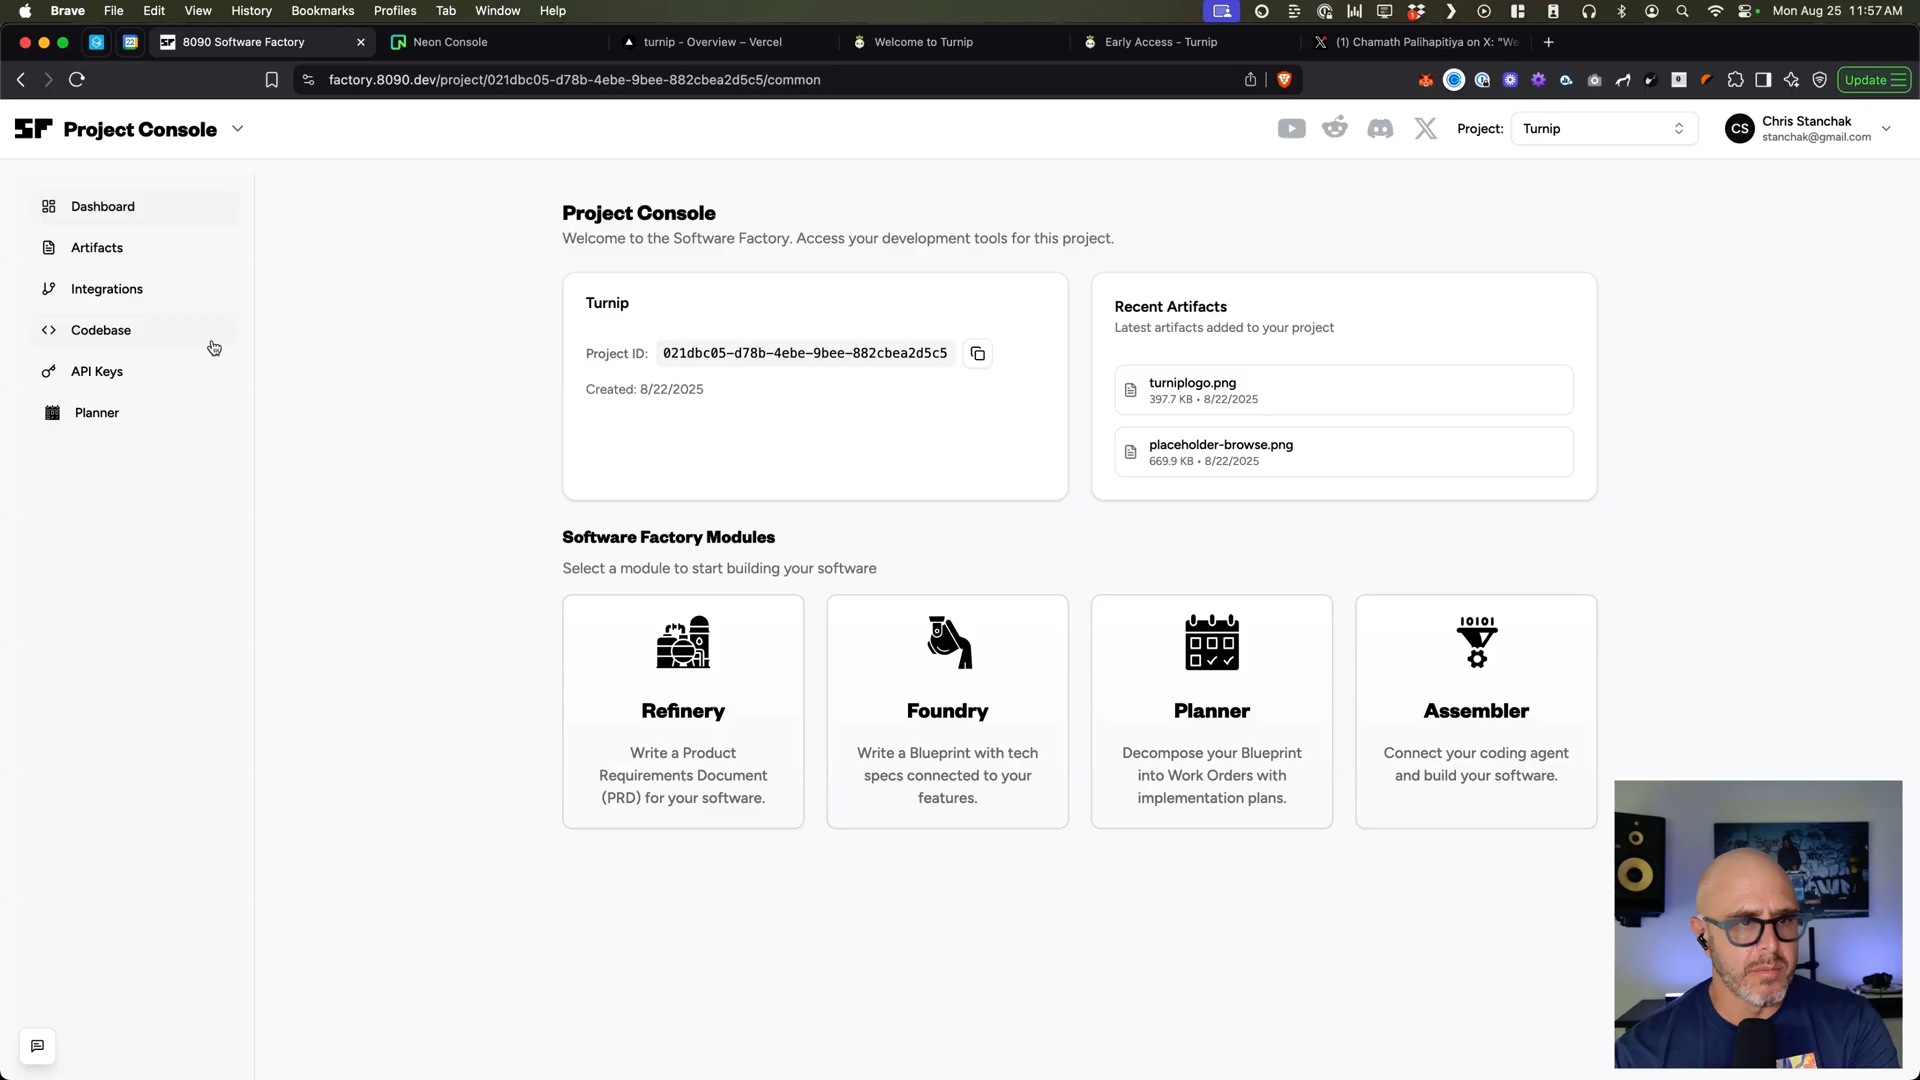 Brave File Edit View History Bookmarks Profiles Tab Window Help
Mon Aug 25 11:57 AM
8090 Software Factory
Neon Console
turnip - Overview – Vercel
Welcome to Turnip
Early Access - Turnip
(1) Chamath Palihapitiya on X: "We
factory.8090.dev/project/021dbc05-d78b-4ebe-9bee-882cbea2d5c5/common
Update
SF Project Console
Project: Turnip
CS
Chris Stanchak
stanchak@gmail.com
Dashboard
Artifacts
Integrations
Codebase
API Keys
Planner
Project Console
Welcome to the Software Factory. Access your development tools for this project.
Turnip
Project ID: 021dbc05-d78b-4ebe-9bee-882cbea2d5c5
Created: 8/22/2025
Recent Artifacts
Latest artifacts added to your project
turniplogo.png
397.7 KB • 8/22/2025
placeholder-browse.png
669.9 KB • 8/22/2025
Software Factory Modules
Select a module to start building your software
Refinery
Write a Product
Requirements Document
(PRD) for your software.
Foundry
Write a Blueprint with tech
specs connected to your
features.
Planner
Decompose your Blueprint
into Work Orders with
implementation plans.
10101
Assembler
Connect your coding agent
and build your software.